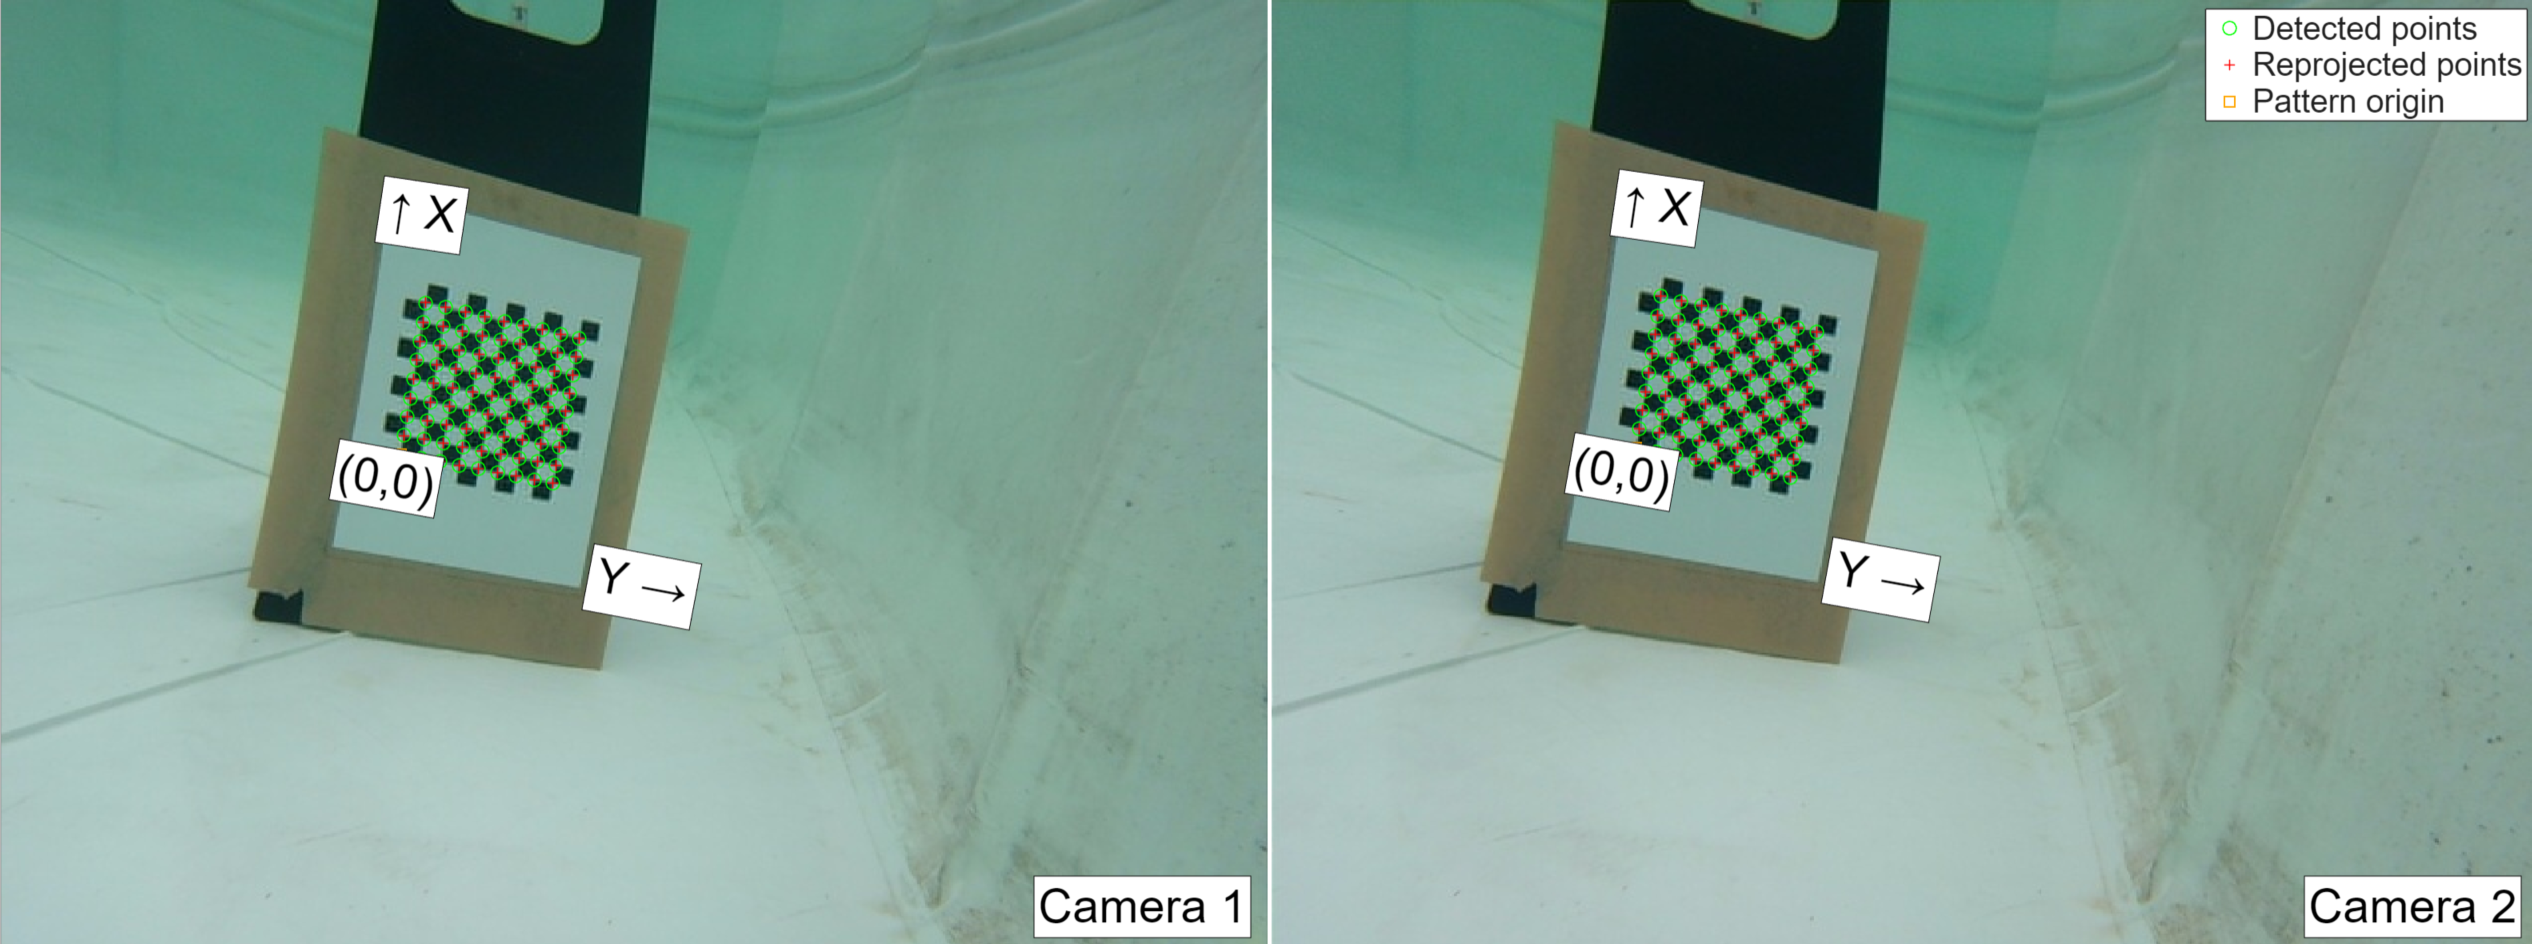 ↑ X
(0,0)
Y →
Camera 1
○ Detected points
+ Reprojected points
□ Pattern origin
↑ X
(0,0)
Y →
Camera 2